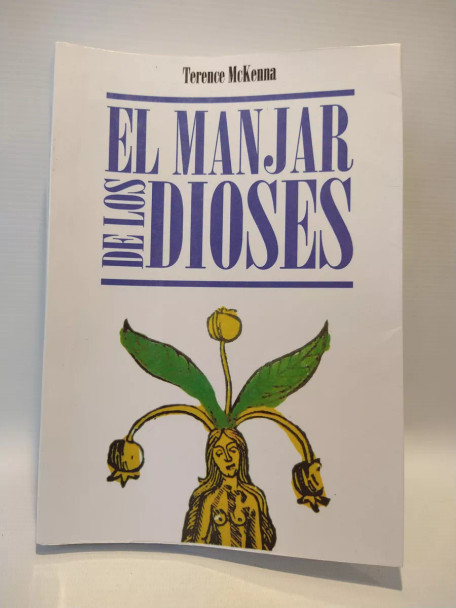 Terence McKenna
EL MANJAR
DE LOS DIOSES